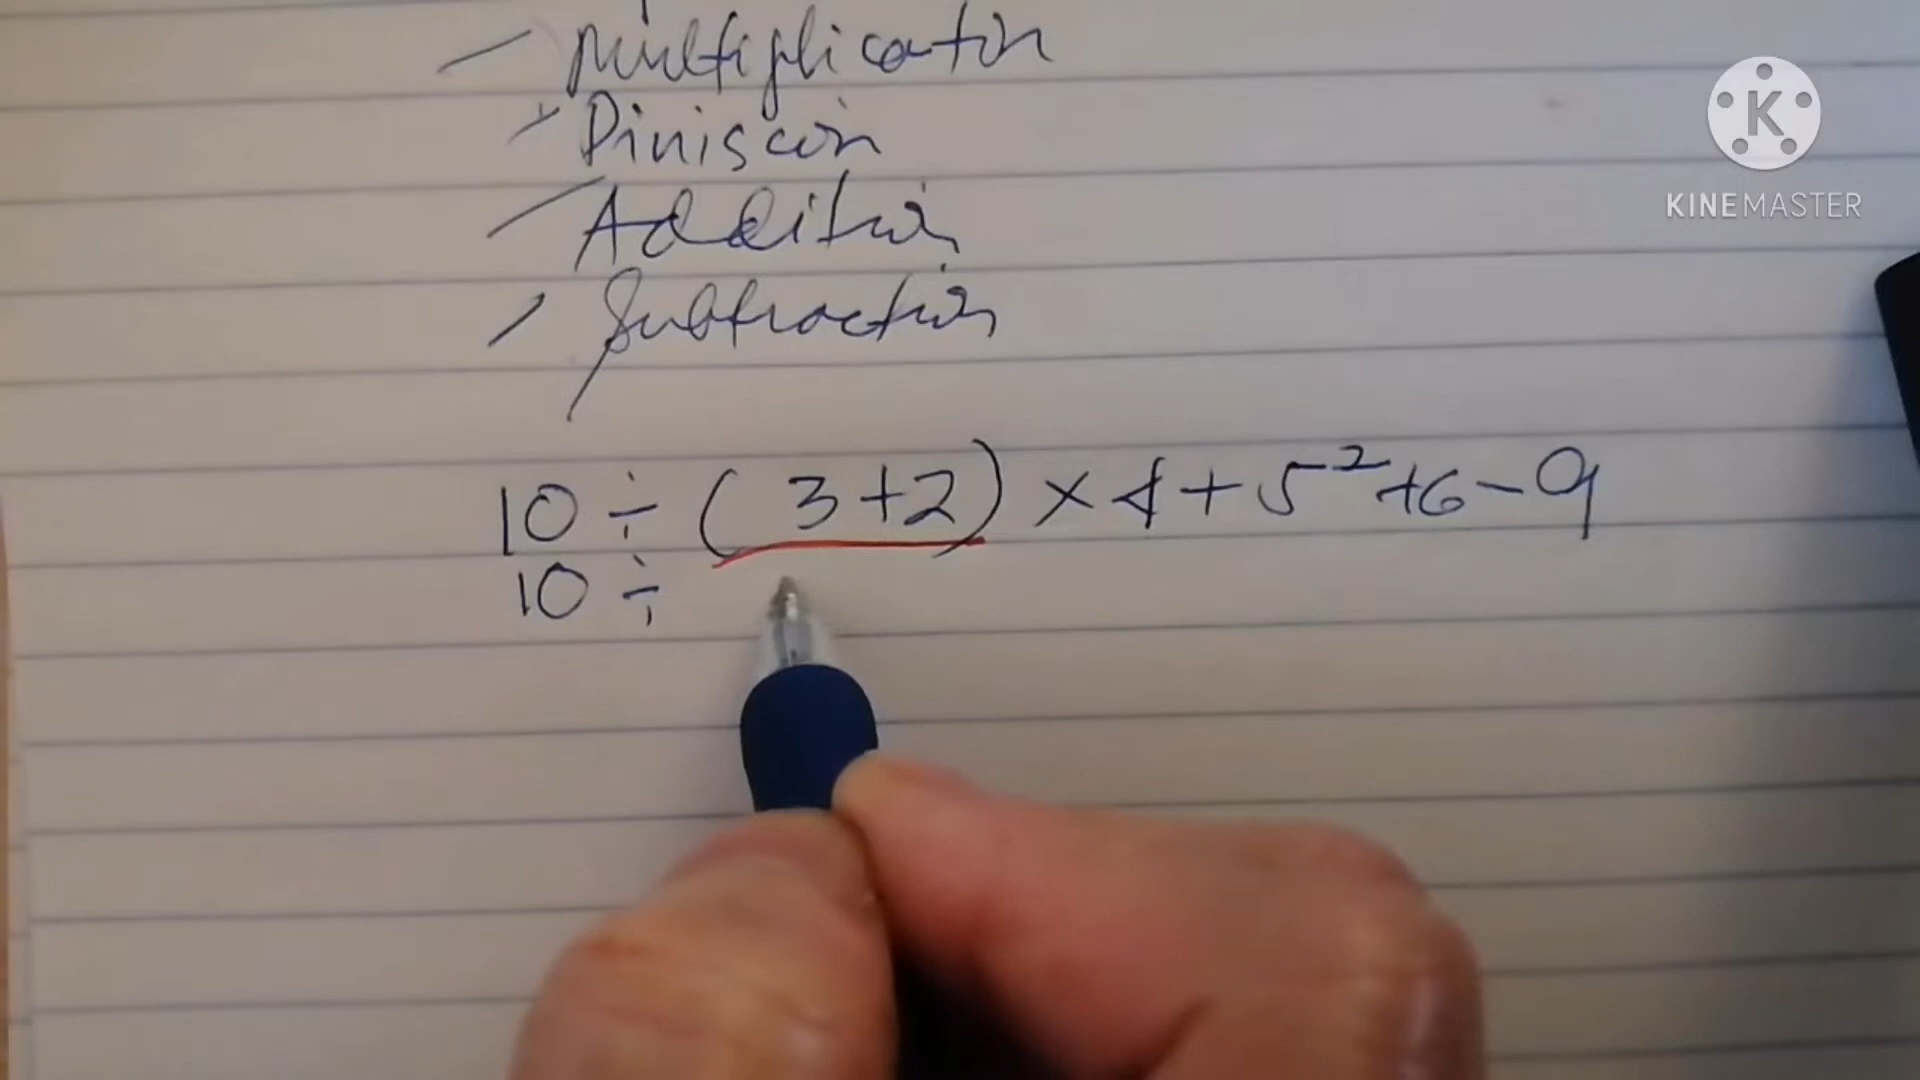 Multiplication
Division
Addition
Subtraction
10 ÷ ( 3+2) × 4 + 5² +6 - 9
10 ÷
K
KINEMASTER